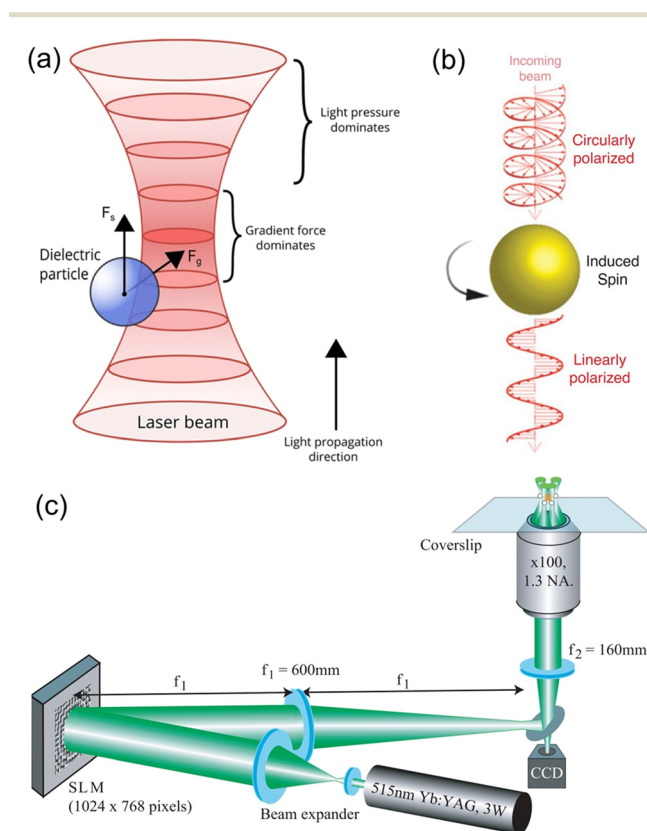 (a)
Light pressure
dominates
F_s
Gradient force
dominates
Dielectric
particle
F_g
Laser beam
Light propagation
direction
(b)
Incoming
beam
Circularly
polarized
Induced
Spin
Linearly
polarized
(c)
Coverslip
x100,
1.3 NA.
f₂ = 160mm
f₁
f₁ = 600mm
f₁
SLM
(1024 x 768 pixels)
Beam expander
515nm Yb:YAG, 3W
CCD